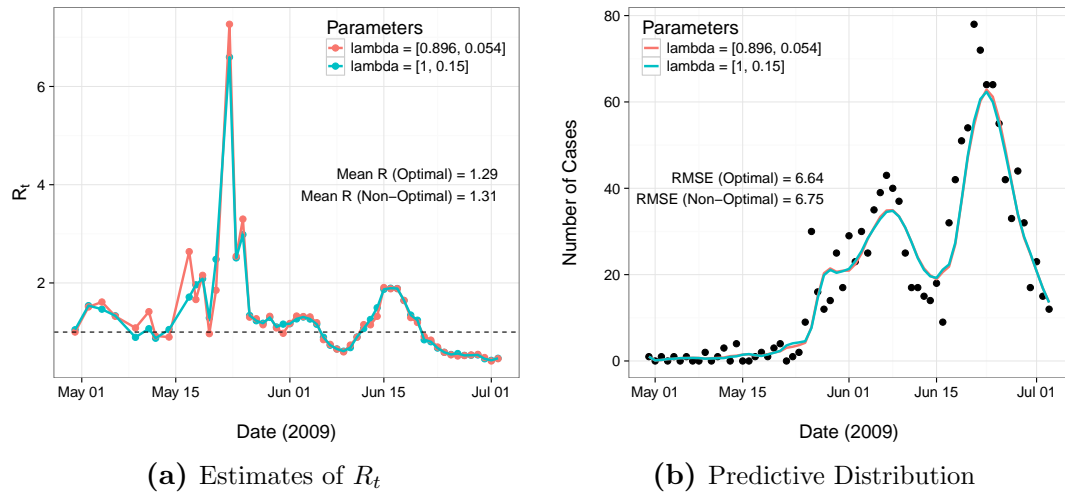 Parameters
lambda = [0.896, 0.054]
lambda = [1, 0.15]
6
4
2
R_t
Mean R (Optimal) = 1.29
Mean R (Non−Optimal) = 1.31
May 01 May 15 Jun 01 Jun 15 Jul 01
Date (2009)
(a) Estimates of R_t
Parameters
lambda = [0.896, 0.054]
lambda = [1, 0.15]
80
60
40
20
0
Number of Cases
RMSE (Optimal) = 6.64
RMSE (Non−Optimal) = 6.75
May 01 May 15 Jun 01 Jun 15 Jul 01
Date (2009)
(b) Predictive Distribution